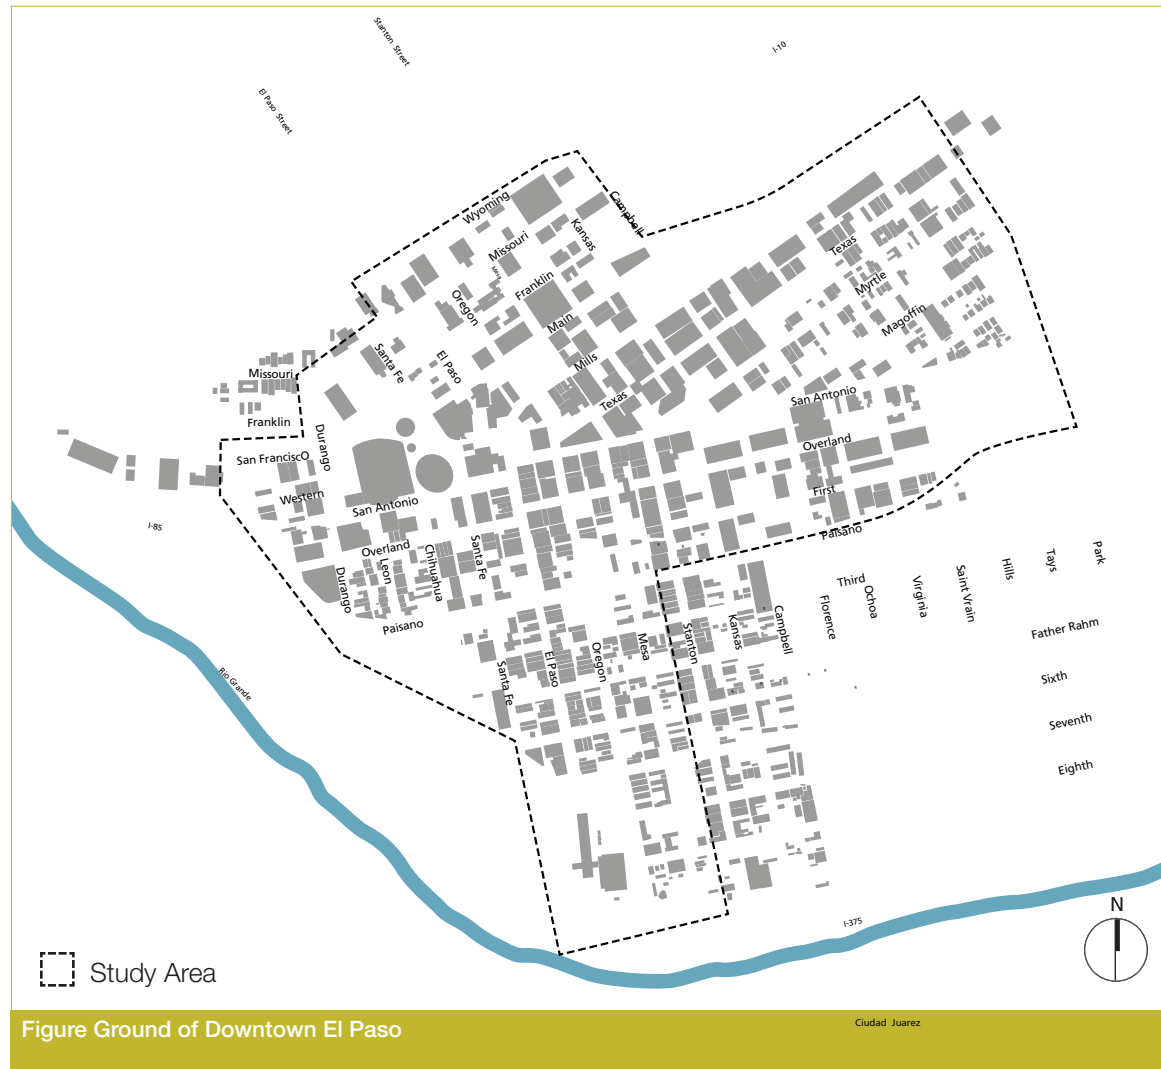 Stanton Street
I-10
El Paso Street
Wyoming
Campbell
Kansas
Missouri
Mesa
Texas
Franklin
Myrtle
Oregon
Main
Magoffin
Santa Fe
El Paso
Mills
Missouri
Texas
San Antonio
Franklin
Durango
Overland
San FranciscO
Western
San Antonio
First
I-85
Paisano
Overland
Santa Fe
Chihuahua
Leon
Durango
Park
Tays
Hills
Saint Vrain
Third
Ochoa
Virginia
Florence
Paisano
Campbell
Kansas
Stanton
Mesa
Oregon
El Paso
Santa Fe
Father Rahm
Sixth
Rio Grande
Seventh
Eighth
I-375
N
Study Area
Figure Ground of Downtown El Paso
Ciudad Juarez